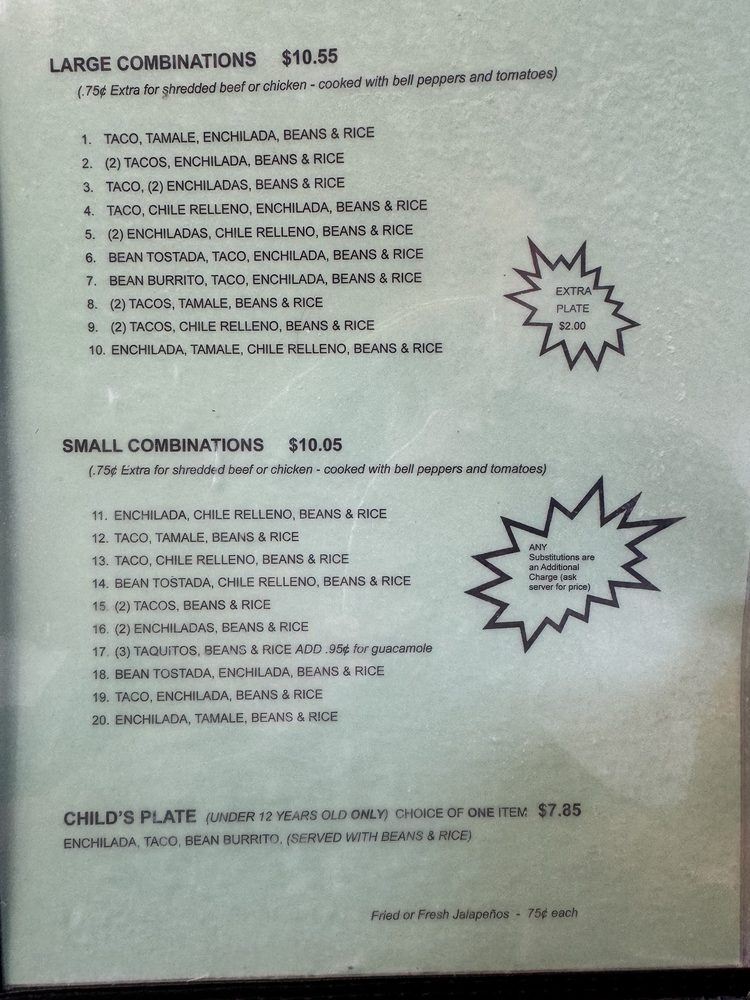 LARGE COMBINATIONS $10.55
(.75¢ Extra for shredded beef or chicken - cooked with bell peppers and tomatoes)
1. TACO, TAMALE, ENCHILADA, BEANS & RICE
2. (2) TACOS, ENCHILADA, BEANS & RICE
3. TACO, (2) ENCHILADAS, BEANS & RICE
4. TACO, CHILE RELLENO, ENCHILADA, BEANS & RICE
5. (2) ENCHILADAS, CHILE RELLENO, BEANS & RICE
6. BEAN TOSTADA, TACO, ENCHILADA, BEANS & RICE
7. BEAN BURRITO, TACO, ENCHILADA, BEANS & RICE
8. (2) TACOS, TAMALE, BEANS & RICE
9. (2) TACOS, CHILE RELLENO, BEANS & RICE
10. ENCHILADA, TAMALE, CHILE RELLENO, BEANS & RICE
EXTRA
PLATE
$2.00
SMALL COMBINATIONS $10.05
(.75¢ Extra for shredded beef or chicken - cooked with bell peppers and tomatoes)
11. ENCHILADA, CHILE RELLENO, BEANS & RICE
12. TACO, TAMALE, BEANS & RICE
13. TACO, CHILE RELLENO, BEANS & RICE
14. BEAN TOSTADA, CHILE RELLENO, BEANS & RICE
15. (2) TACOS, BEANS & RICE
16. (2) ENCHILADAS, BEANS & RICE
17. (3) TAQUITOS, BEANS & RICE ADD .95¢ for guacamole
18. BEAN TOSTADA, ENCHILADA, BEANS & RICE
19. TACO, ENCHILADA, BEANS & RICE
20. ENCHILADA, TAMALE, BEANS & RICE
ANY
Substitutions are
an Additional
Charge (ask
server for price)
CHILD'S PLATE (UNDER 12 YEARS OLD ONLY) CHOICE OF ONE ITEM: $7.85
ENCHILADA, TACO, BEAN BURRITO, (SERVED WITH BEANS & RICE)
Fried or Fresh Jalapeños - 75¢ each